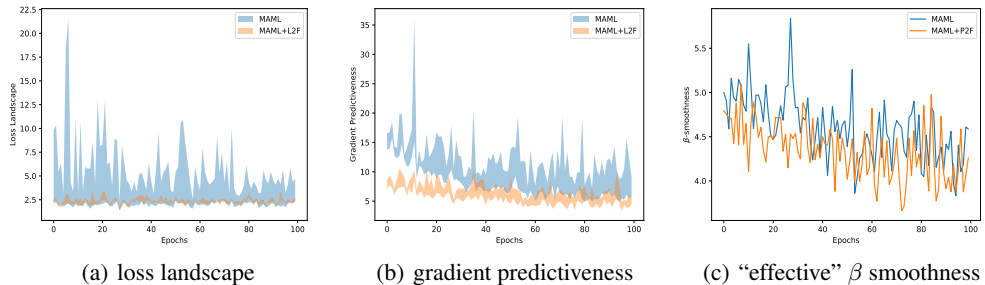 MAML
MAML+L2F
22.5
20.0
17.5
15.0
12.5
10.0
7.5
5.0
2.5
Loss Landscape
0 20 40 60 80 100
Epochs
(a) loss landscape
MAML
MAML+L2F
35
30
25
20
15
10
5
Gradient Predictiveness
0 20 40 60 80 100
Epochs
(b) gradient predictiveness
MAML
MAML+P2F
5.5
5.0
4.5
4.0
β-smoothness
0 20 40 60 80 100
Epochs
(c) “effective” β smoothness